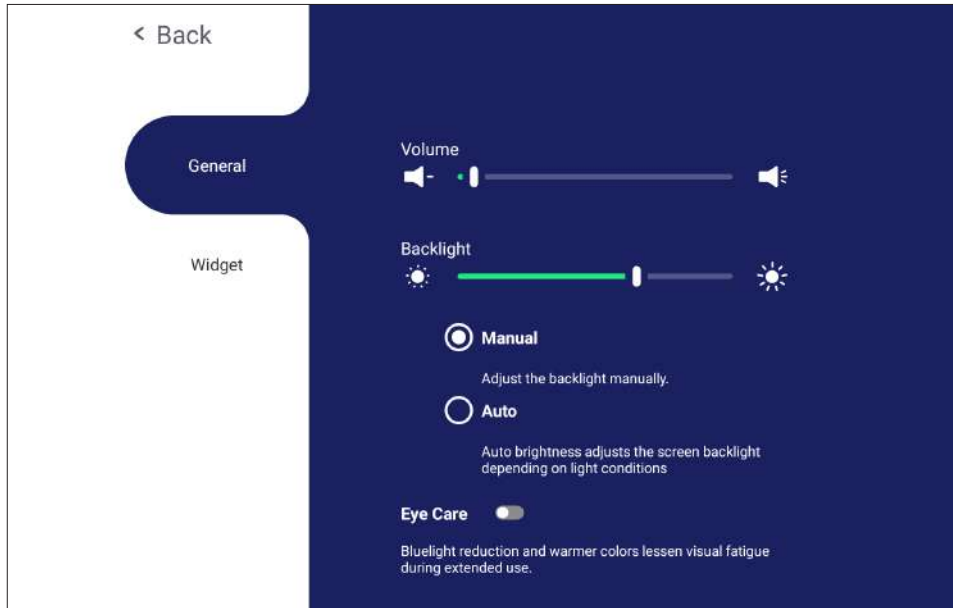 < Back
General
Widget
Volume
Backlight
Manual
Adjust the backlight manually.
Auto
Auto brightness adjusts the screen backlight
depending on light conditions
Eye Care
Bluelight reduction and warmer colors lessen visual fatigue
during extended use.